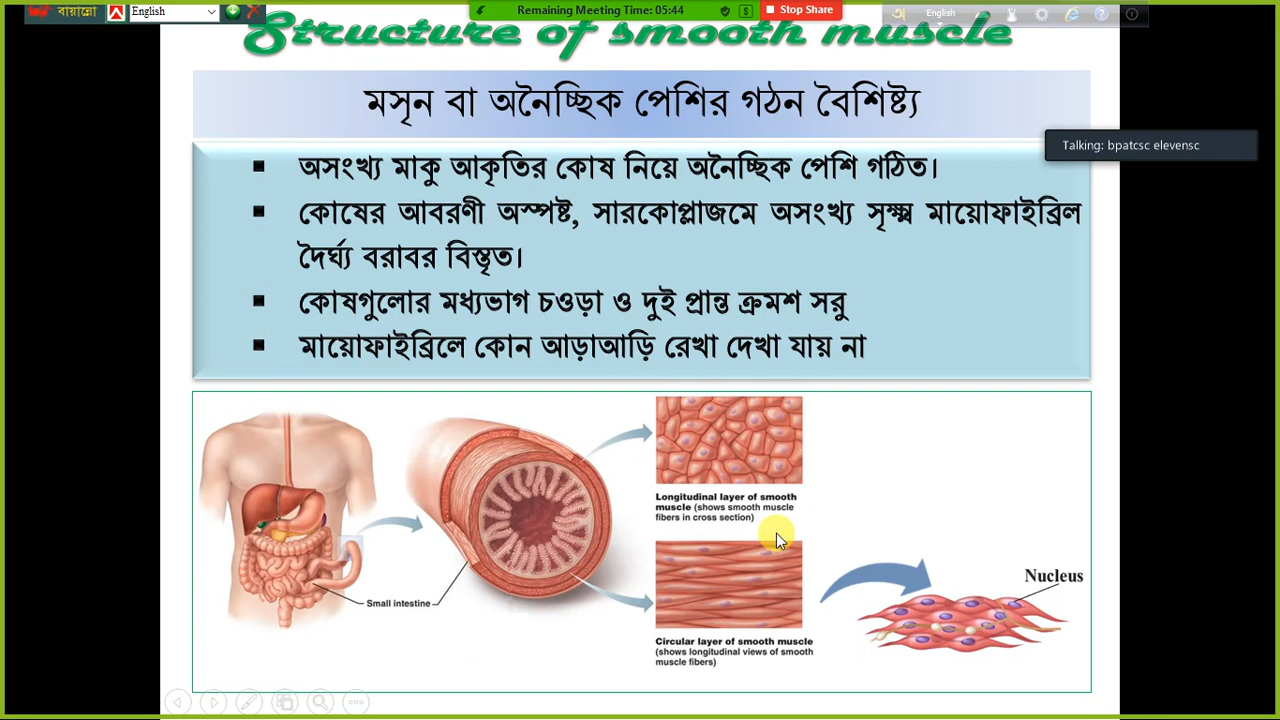 বায়ান্নো
English
Remaining Meeting Time: 05:44
Stop Share
English
Structure of smooth muscle
মসৃন বা অনৈচ্ছিক পেশির গঠন বৈশিষ্ট্য
Talking: bpatcsc elevensc
▪ অসংখ্য মাকু আকৃতির কোষ নিয়ে অনৈচ্ছিক পেশি গঠিত।
▪ কোষের আবরণী অস্পষ্ট, সারকোপ্লাজমে অসংখ্য সূক্ষ্ম মায়োফাইব্রিল
দৈর্ঘ্য বরাবর বিস্তৃত।
▪ কোষগুলোর মধ্যভাগ চওড়া ও দুই প্রান্ত ক্রমশ সরু
▪ মায়োফাইব্রিলে কোন আড়াআড়ি রেখা দেখা যায় না
Small intestine
Longitudinal layer of smooth
muscle (shows smooth muscle
fibers in cross section)
Circular layer of smooth muscle
(shows longitudinal views of smooth
muscle fibers)
Nucleus